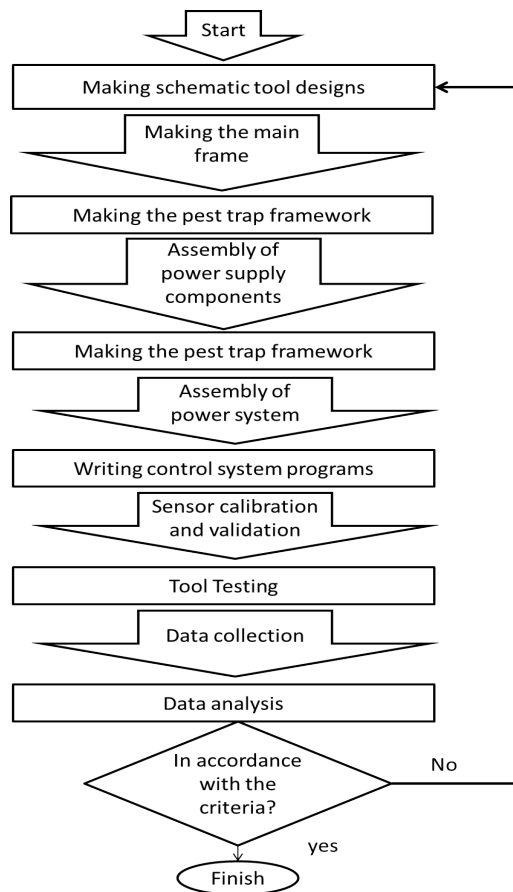 Start
Making schematic tool designs
Making the main
frame
Making the pest trap framework
Assembly of
power supply
components
Making the pest trap framework
Assembly of
power system
Writing control system programs
Sensor calibration
and validation
Tool Testing
Data collection
Data analysis
In accordance
with the
criteria?
No
yes
Finish